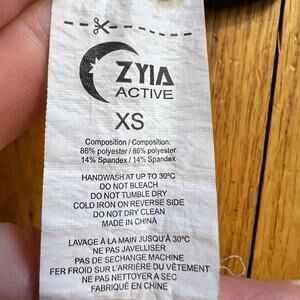 ZYIA
ACTIVE
XS
Composition / Composition:
86% polyester / 86% polyester
14% Spandex / 14% Spandex
HANDWASH AT UP TO 30ºC
DO NOT BLEACH
DO NOT TUMBLE DRY
COLD IRON ON REVERSE SIDE
DO NOT DRY CLEAN
MADE IN CHINA
LAVAGE À LA MAIN JUSQU'À 30ºC
NE PAS JAVELLISER
PAS DE SECHANGE MACHINE
FER FROID SUR L'ARRIÈRE DU VÊTEMENT
NE PAS NETTOYER A SEC
FABRIQUÉ EN CHINE